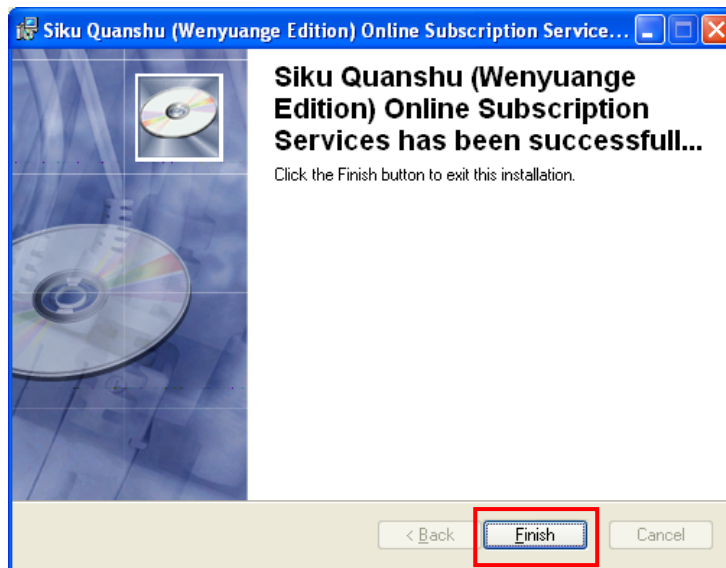 Siku Quanshu (Wenyuange Edition) Online Subscription Service...
Siku Quanshu (Wenyuange
Edition) Online Subscription
Services has been successfull...
Click the Finish button to exit this installation.
< Back
Finish
Cancel